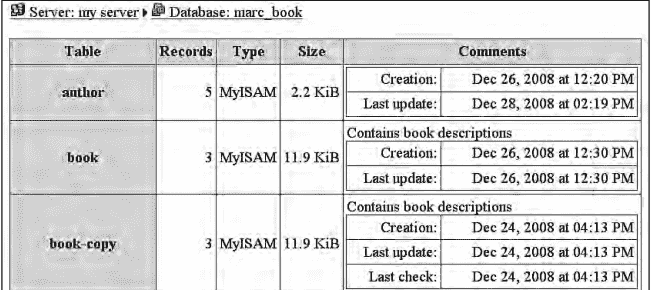 Server: my server ▸ Database: marc_book
Table Records Type Size Comments
author 5 MyISAM 2.2 KiB
Creation: Dec 26, 2008 at 12:20 PM
Last update: Dec 28, 2008 at 02:19 PM
book 3 MyISAM 11.9 KiB
Contains book descriptions
Creation: Dec 26, 2008 at 12:30 PM
Last update: Dec 26, 2008 at 12:30 PM
book-copy 3 MyISAM 11.9 KiB
Contains book descriptions
Creation: Dec 24, 2008 at 04:13 PM
Last update: Dec 24, 2008 at 04:13 PM
Last check: Dec 24, 2008 at 04:13 PM